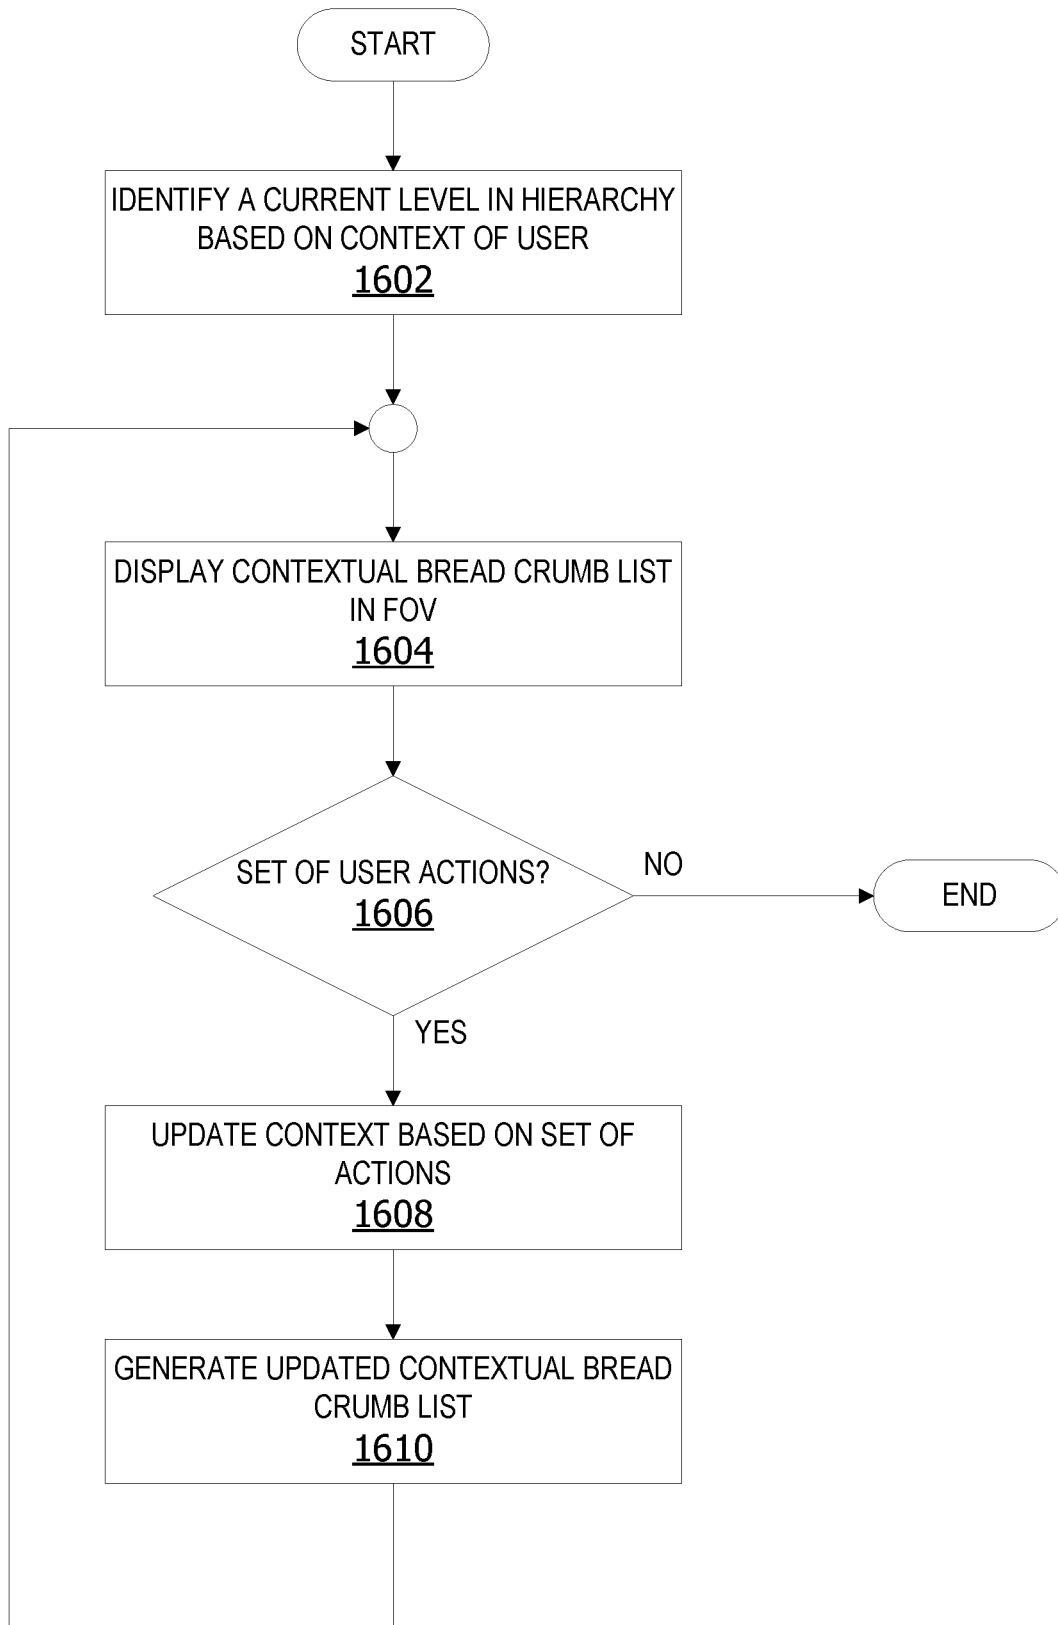 START
IDENTIFY A CURRENT LEVEL IN HIERARCHY
BASED ON CONTEXT OF USER
1602
DISPLAY CONTEXTUAL BREAD CRUMB LIST
IN FOV
1604
SET OF USER ACTIONS?
1606
NO
END
YES
UPDATE CONTEXT BASED ON SET OF
ACTIONS
1608
GENERATE UPDATED CONTEXTUAL BREAD
CRUMB LIST
1610